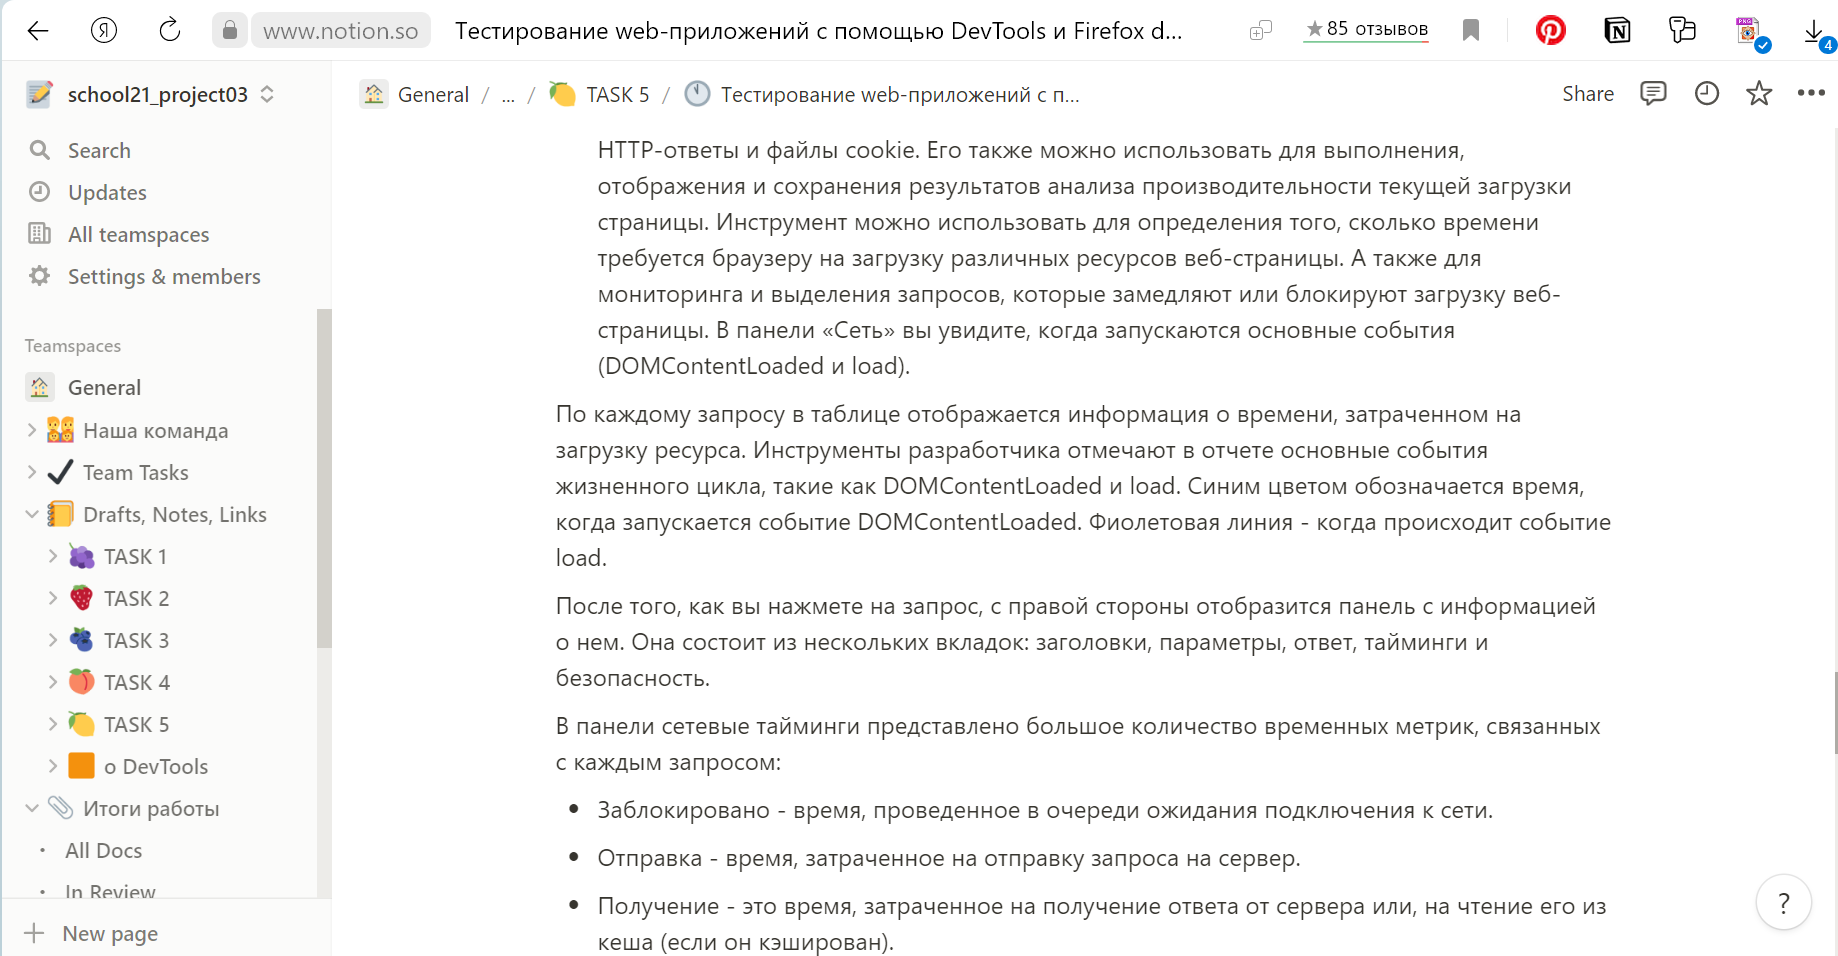 Я
www.notion.so
Тестирование web-приложений с помощью DevTools и Firefox d...
★85 отзывов
PNG
4
school21_project03
General / ... / TASK 5 / Тестирование web-приложений с п...
Share
Search
Updates
All teamspaces
Settings & members
Teamspaces
General
Наша команда
Team Tasks
Drafts, Notes, Links
TASK 1
TASK 2
TASK 3
TASK 4
TASK 5
о DevTools
Итоги работы
All Docs
In Review
New page
HTTP-ответы и файлы cookie. Его также можно использовать для выполнения,
отображения и сохранения результатов анализа производительности текущей загрузки
страницы. Инструмент можно использовать для определения того, сколько времени
требуется браузеру на загрузку различных ресурсов веб-страницы. А также для
мониторинга и выделения запросов, которые замедляют или блокируют загрузку веб-
страницы. В панели «Сеть» вы увидите, когда запускаются основные события
(DOMContentLoaded и load).
По каждому запросу в таблице отображается информация о времени, затраченном на
загрузку ресурса. Инструменты разработчика отмечают в отчете основные события
жизненного цикла, такие как DOMContentLoaded и load. Синим цветом обозначается время,
когда запускается событие DOMContentLoaded. Фиолетовая линия - когда происходит событие
load.
После того, как вы нажмете на запрос, с правой стороны отобразится панель с информацией
о нем. Она состоит из нескольких вкладок: заголовки, параметры, ответ, тайминги и
безопасность.
В панели сетевые тайминги представлено большое количество временных метрик, связанных
с каждым запросом:
• Заблокировано - время, проведенное в очереди ожидания подключения к сети.
• Отправка - время, затраченное на отправку запроса на сервер.
• Получение - это время, затраченное на получение ответа от сервера или, на чтение его из
кеша (если он кэширован).
?